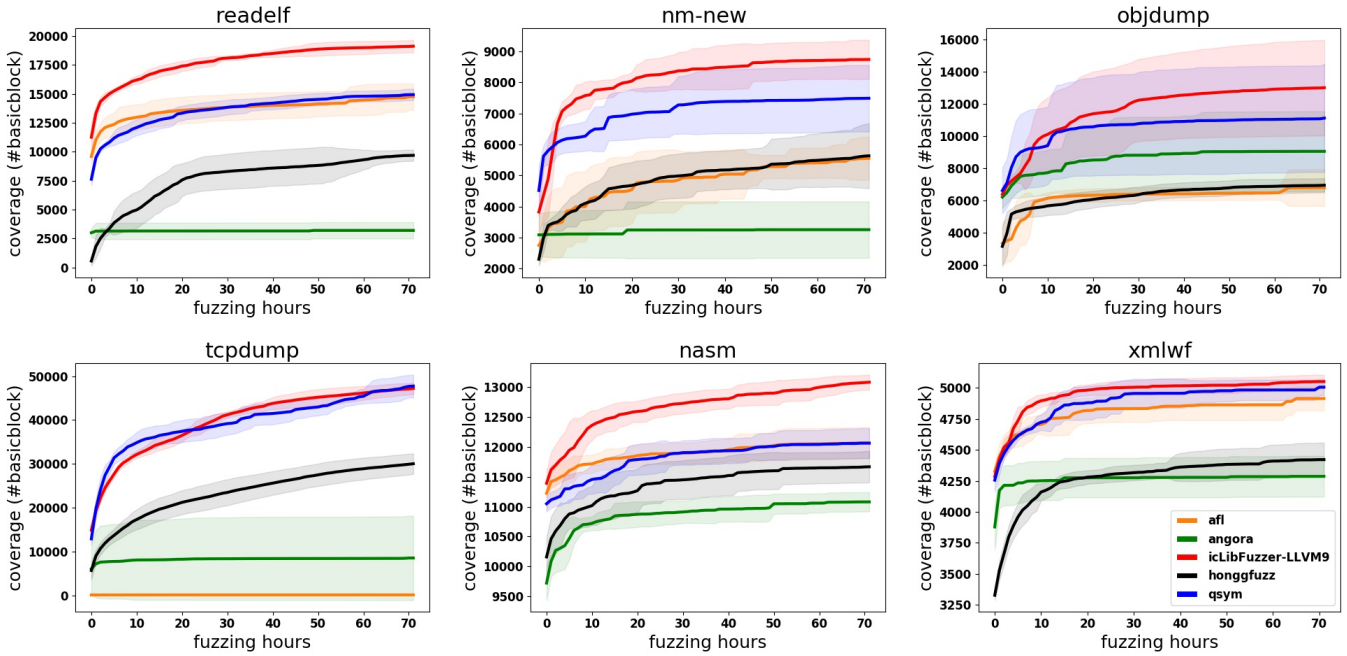 readelf
20000
17500
15000
12500
10000
7500
5000
2500
0
coverage (#basicblock)
0 10 20 30 40 50 60 70
fuzzing hours
nm-new
9000
8000
7000
6000
5000
4000
3000
2000
coverage (#basicblock)
0 10 20 30 40 50 60 70
fuzzing hours
objdump
16000
14000
12000
10000
8000
6000
4000
2000
coverage (#basicblock)
0 10 20 30 40 50 60 70
fuzzing hours
tcpdump
50000
40000
30000
20000
10000
0
coverage (#basicblock)
0 10 20 30 40 50 60 70
fuzzing hours
nasm
13000
12500
12000
11500
11000
10500
10000
9500
coverage (#basicblock)
0 10 20 30 40 50 60 70
fuzzing hours
xmlwf
5000
4750
4500
4250
4000
3750
3500
3250
coverage (#basicblock)
0 10 20 30 40 50 60 70
fuzzing hours
afl
angora
icLibFuzzer-LLVM9
honggfuzz
qsym